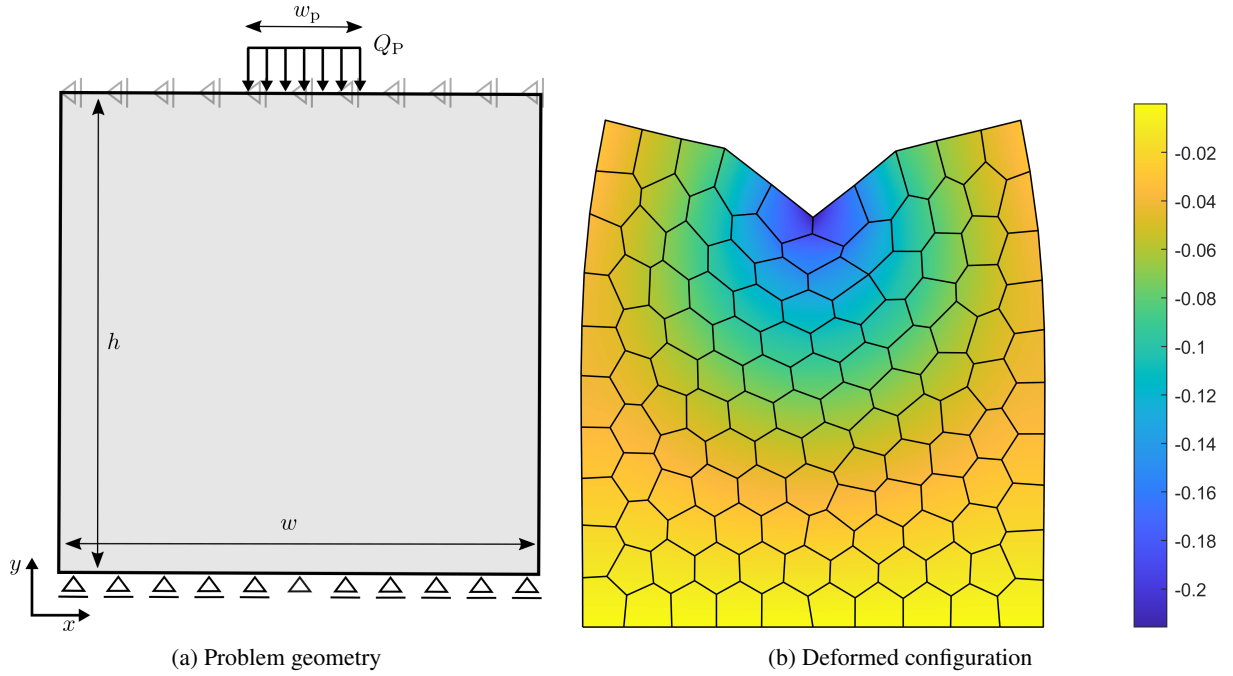 w_p
Q_P
h
w
y
x
(a) Problem geometry
-0.02
-0.04
-0.06
-0.08
-0.1
-0.12
-0.14
-0.16
-0.18
-0.2
(b) Deformed configuration